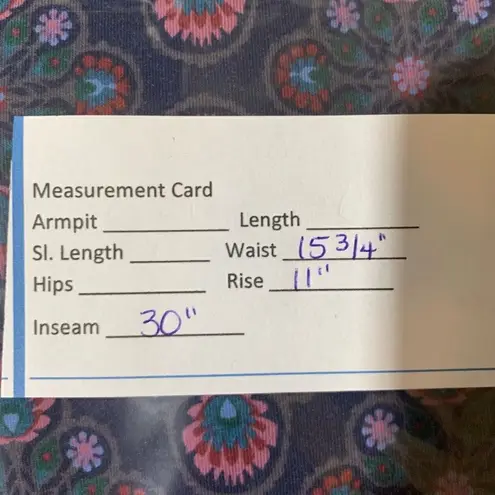 Measurement Card
Armpit Length
Sl. Length Waist 15 3/4"
Hips Rise 11"
Inseam 30"